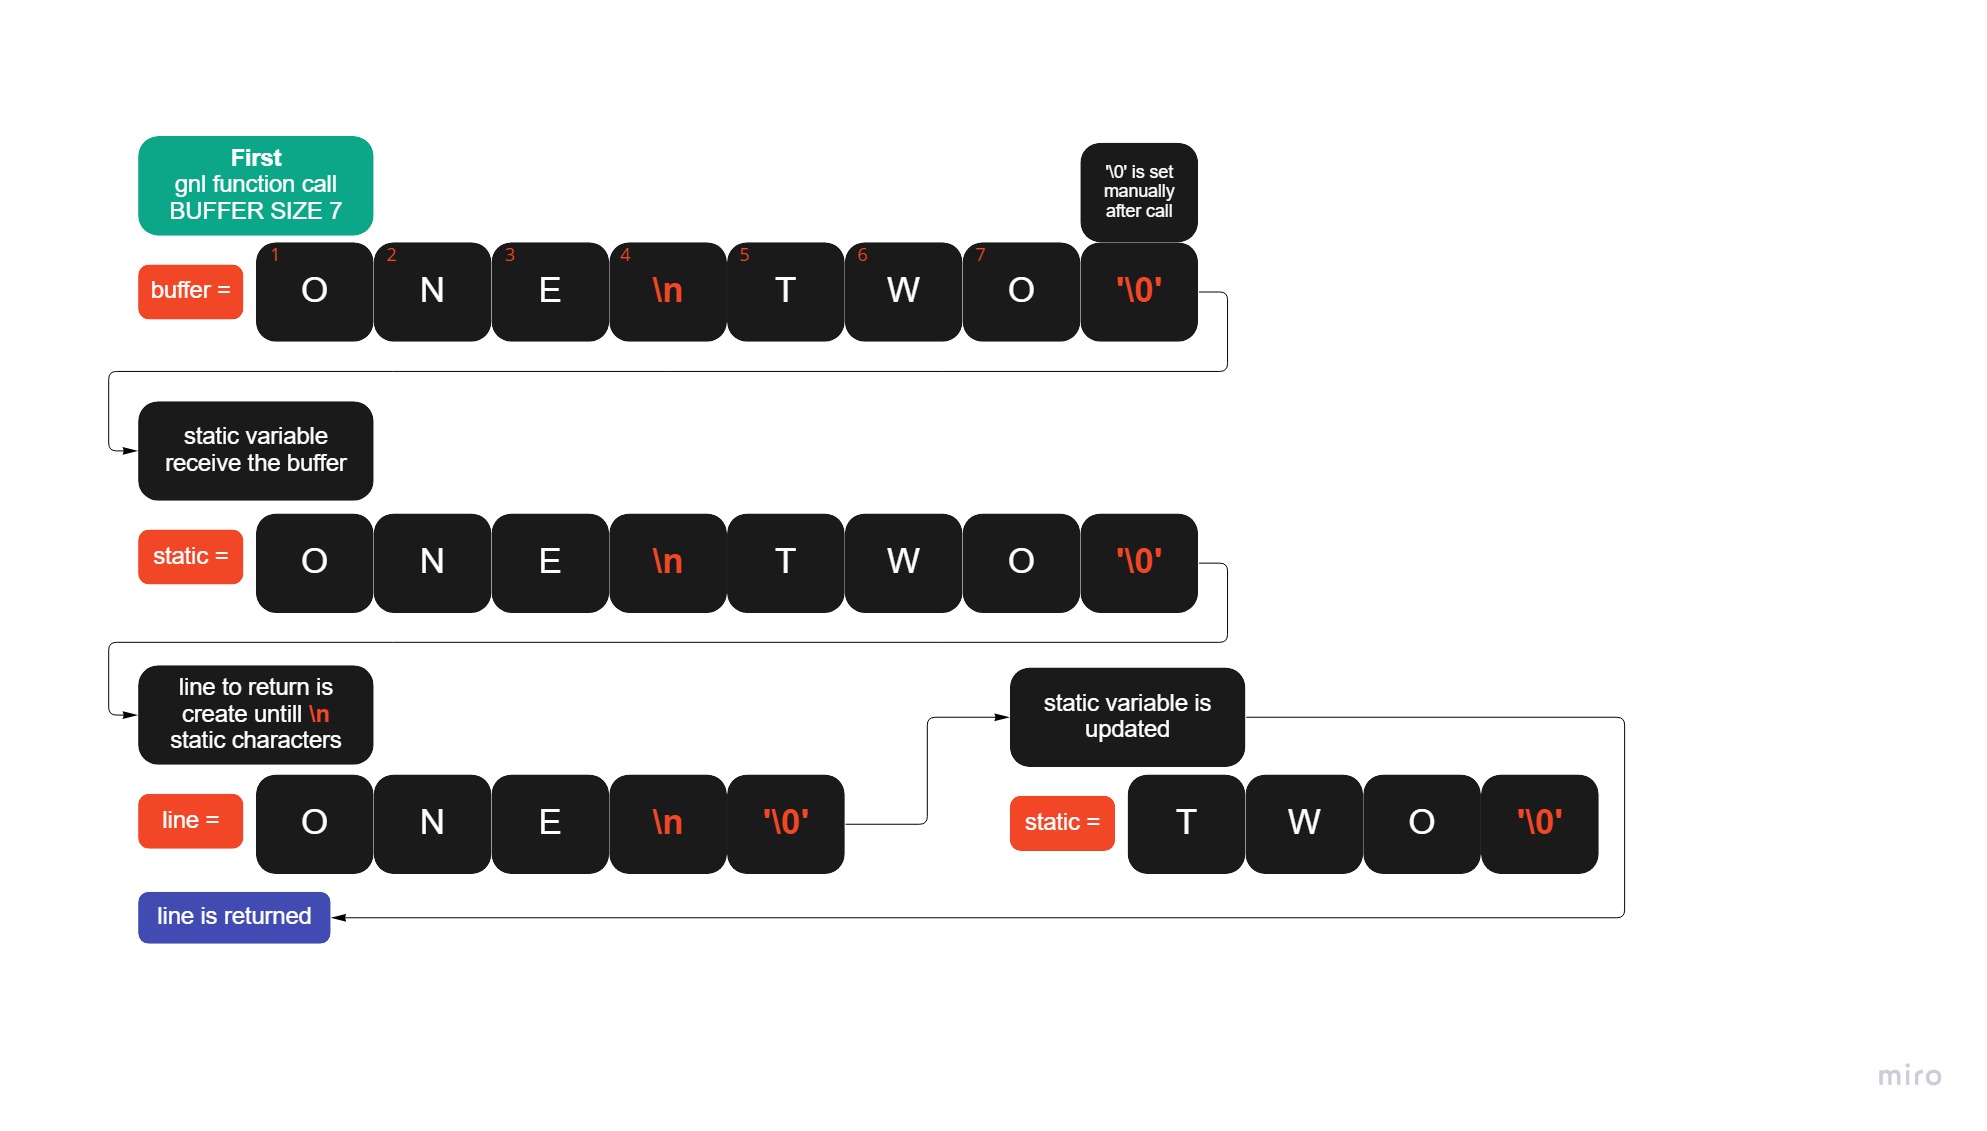 First
gnl function call
BUFFER SIZE 7
'\0' is set
manually
after call
buffer =
1 2 3 4 5 6 7
O N E \n T W O '\0'
static variable
receive the buffer
static = O N E \n T W O '\0'
line to return is
create untill \n
static characters
line = O N E \n '\0'
static variable is
updated
static = T W O '\0'
line is returned
miro